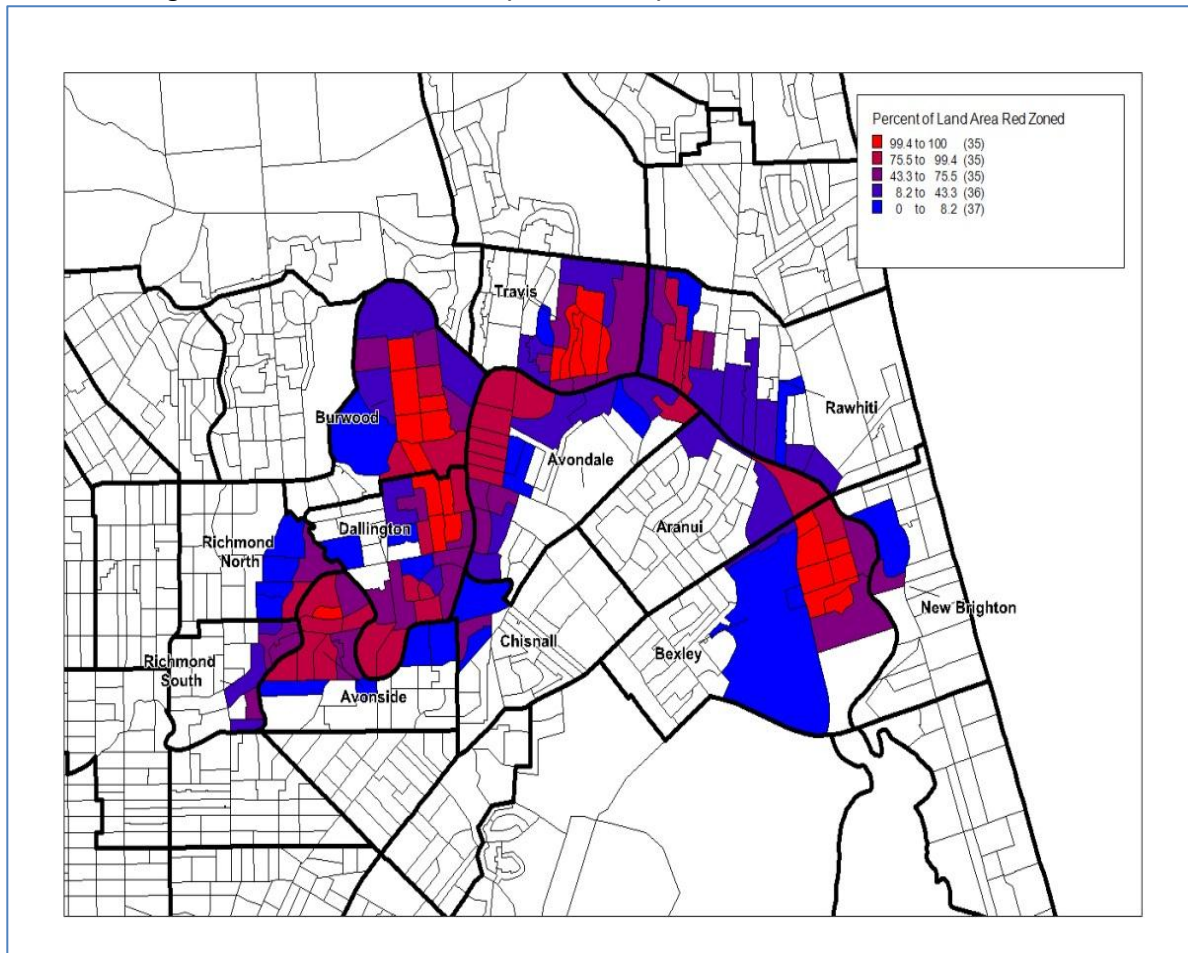 Percent of Land Area Red Zoned
99.4 to 100 (35)
75.5 to 99.4 (35)
43.3 to 75.5 (35)
8.2 to 43.3 (36)
0 to 8.2 (37)
Travis
Burwood
Rawhiti
Avondale
Dallington
Aranui
Richmond
North
New Brighton
Chisnall
Bexley
Richmond
South
Avonside